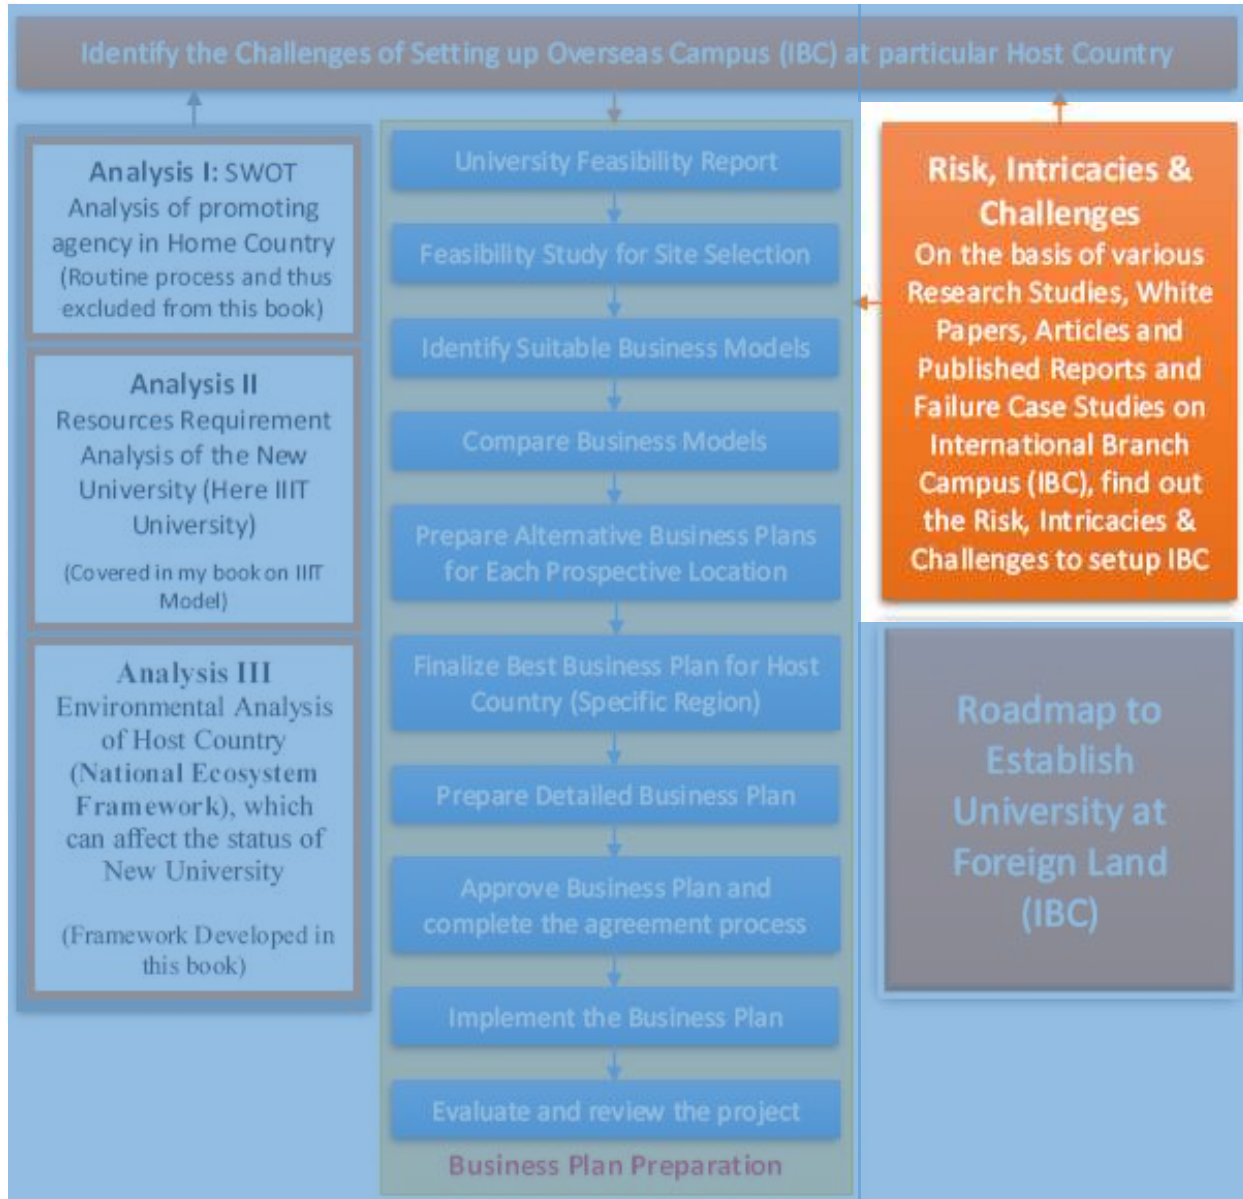 Identify the Challenges of Setting up Overseas Campus (IBC) at particular Host Country
Analysis I: SWOT
Analysis of promoting
agency in Home Country
(Routine process and thus
excluded from this book)
Analysis II
Resources Requirement
Analysis of the New
University (Here IIIT
University)
(Covered in my book on IIIT
Model)
Analysis III
Environmental Analysis
of Host Country
(National Ecosystem
Framework), which
can affect the status of
New University
(Framework Developed in
this book)
University Feasibility Report
Feasibility Study for Site Selection
Identify Suitable Business Models
Compare Business Models
Prepare Alternative Business Plans
for Each Prospective Location
Finalize Best Business Plan for Host
Country (Specific Region)
Prepare Detailed Business Plan
Approve Business Plan and
complete the agreement process
Implement the Business Plan
Evaluate and review the project
Business Plan Preparation
Risk, Intricacies &
Challenges
On the basis of various
Research Studies, White
Papers, Articles and
Published Reports and
Failure Case Studies on
International Branch
Campus (IBC), find out
the Risk, Intricacies &
Challenges to setup IBC
Roadmap to
Establish
University at
Foreign Land
(IBC)